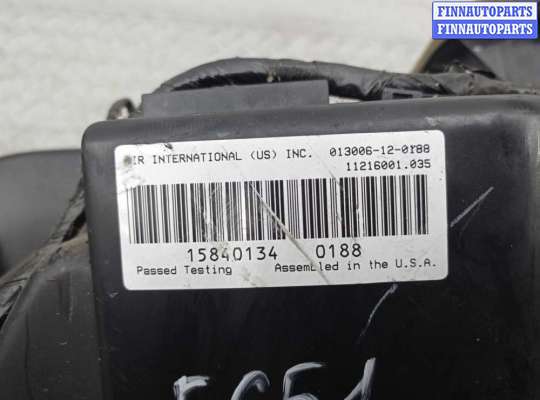 FINNAUTOPARTS
FINNAUTOPARTS
IR INTERNATIONAL (US) INC. 013006-12-0188
11216001.035
15840134 0188
Passed Testing Assembled in the U.S.A.